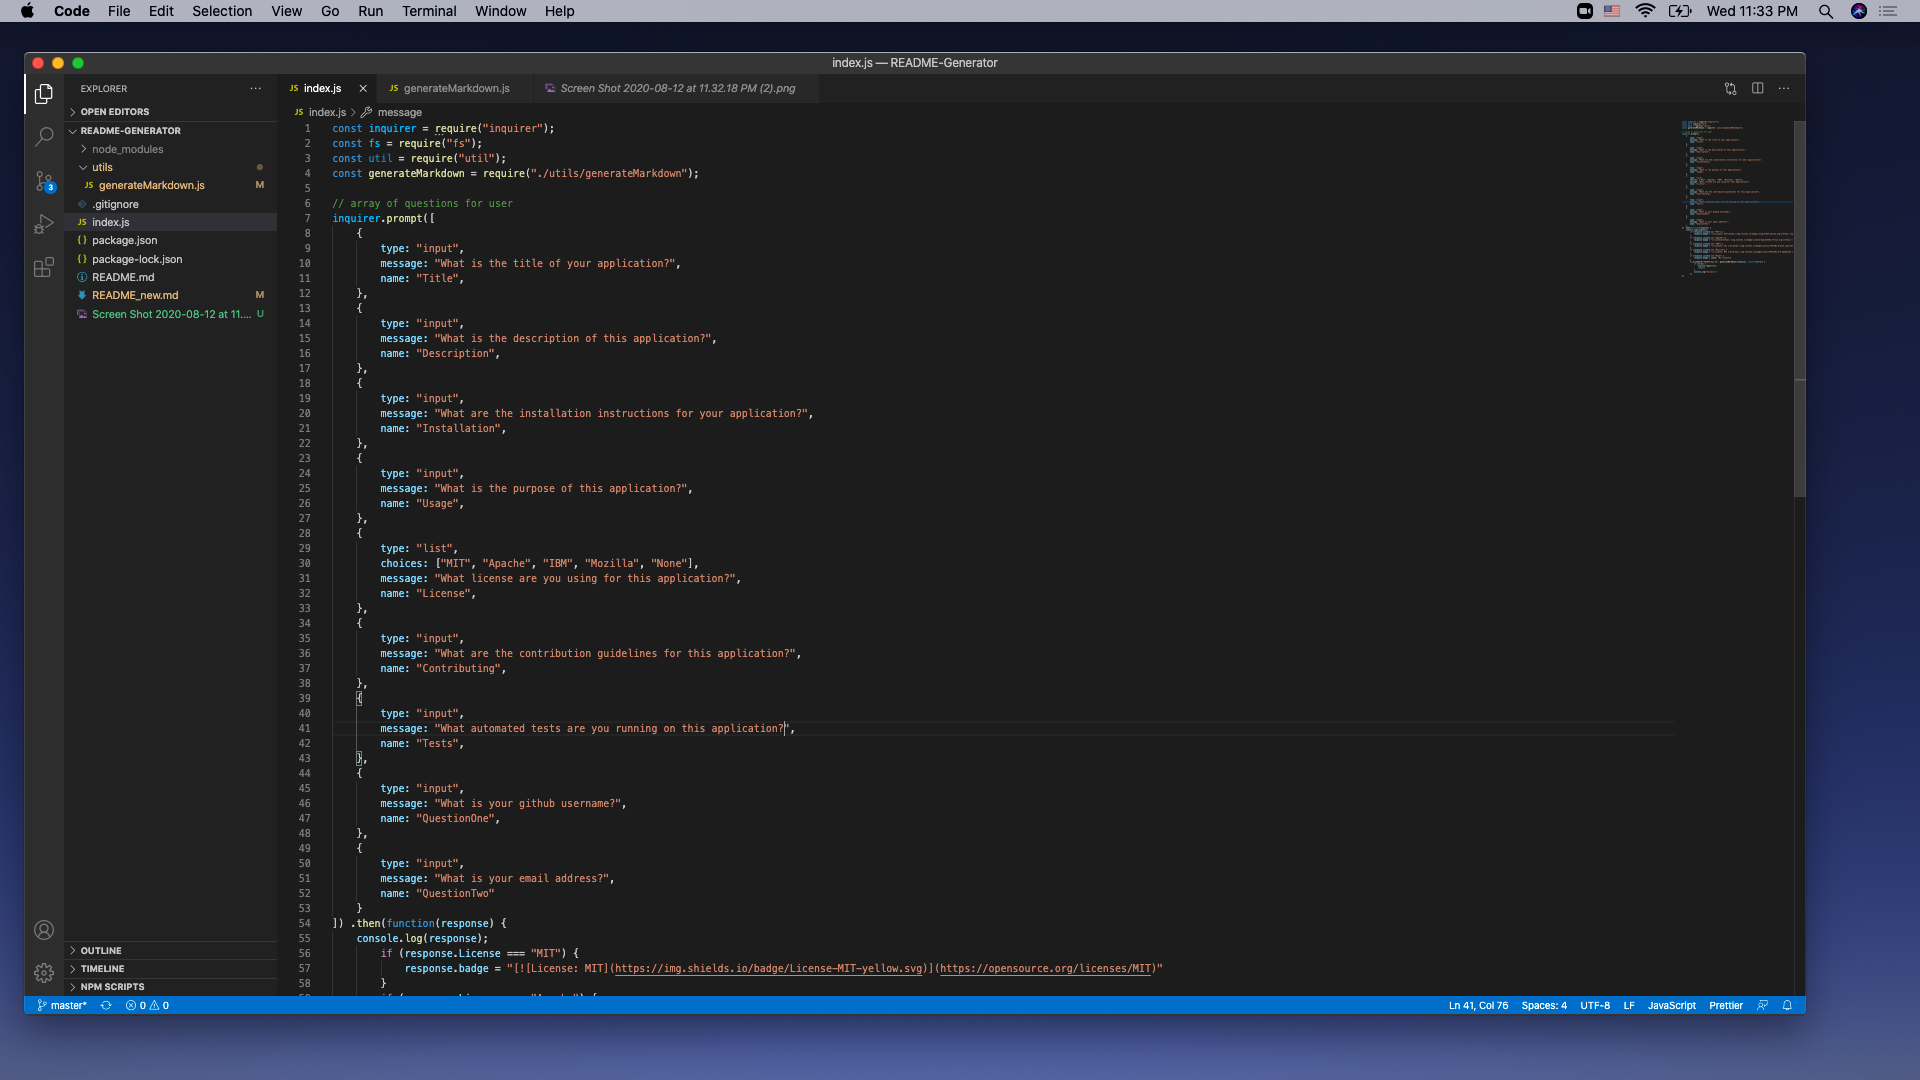 Code File Edit Selection View Go Run Terminal Window Help Wed 11:33 PM
index.js — README-Generator
EXPLORER ···
OPEN EDITORS
README-GENERATOR
node_modules
utils
JS generateMarkdown.js M
.gitignore
JS index.js
{} package.json
{} package-lock.json
README.md
README_new.md M
Screen Shot 2020-08-12 at 11.... U
3
OUTLINE
TIMELINE
NPM SCRIPTS
JS index.js ×
JS generateMarkdown.js
Screen Shot 2020-08-12 at 11.32.18 PM (2).png
JS index.js > message
1 const inquirer = require("inquirer");
2 const fs = require("fs");
3 const util = require("util");
4 const generateMarkdown = require("./utils/generateMarkdown");
5
6 // array of questions for user
7 inquirer.prompt([
8 {
9 type: "input",
10 message: "What is the title of your application?",
11 name: "Title",
12 },
13 {
14 type: "input",
15 message: "What is the description of this application?",
16 name: "Description",
17 },
18 {
19 type: "input",
20 message: "What are the installation instructions for your application?",
21 name: "Installation",
22 },
23 {
24 type: "input",
25 message: "What is the purpose of this application?",
26 name: "Usage",
27 },
28 {
29 type: "list",
30 choices: ["MIT", "Apache", "IBM", "Mozilla", "None"],
31 message: "What license are you using for this application?",
32 name: "License",
33 },
34 {
35 type: "input",
36 message: "What are the contribution guidelines for this application?",
37 name: "Contributing",
38 },
39 {
40 type: "input",
41 message: "What automated tests are you running on this application?",
42 name: "Tests",
43 },
44 {
45 type: "input",
46 message: "What is your github username?",
47 name: "QuestionOne",
48 },
49 {
50 type: "input",
51 message: "What is your email address?",
52 name: "QuestionTwo"
53 }
54 ]) .then(function(response) {
55 console.log(response);
56 if (response.License === "MIT") {
57 response.badge = "[![License: MIT](https://img.shields.io/badge/License-MIT-yellow.svg)](https://opensource.org/licenses/MIT)"
58 }
master* 0 0 Ln 41, Col 76 Spaces: 4 UTF-8 LF JavaScript Prettier